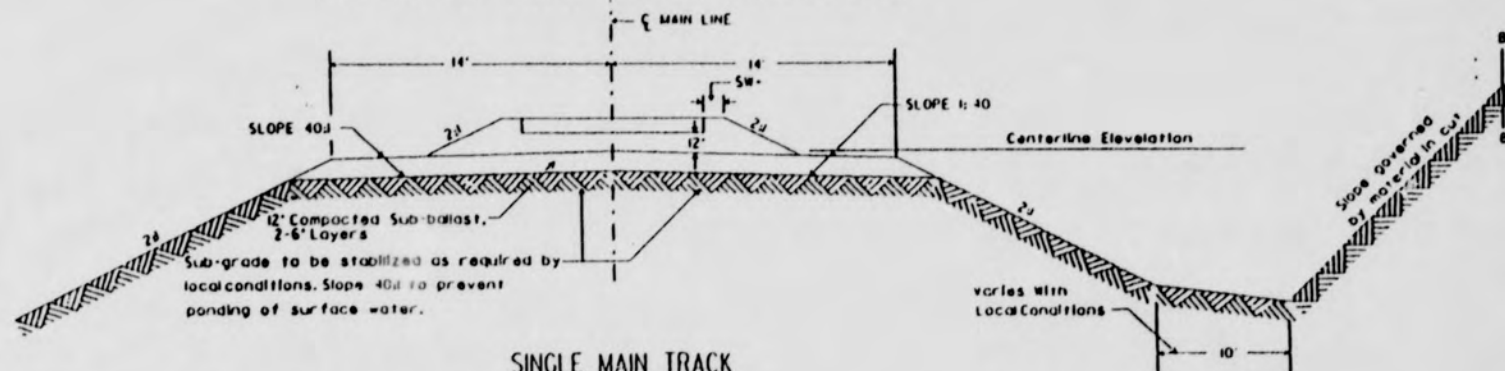 ℄ MAIN LINE
14'
14'
SW*
SLOPE 40:1
2:1
2:1
SLOPE 1: 40
12"
Centerline Elevation
Slope governed
by material in cut
2:1
12" Compacted Sub-ballast.
2-6" Layers
2:1
Sub-grade to be stabilized as required by
local conditions. Slope 40:1 to prevent
ponding of surface water.
varies with
Local Conditions
10'
SINGLE MAIN TRACK